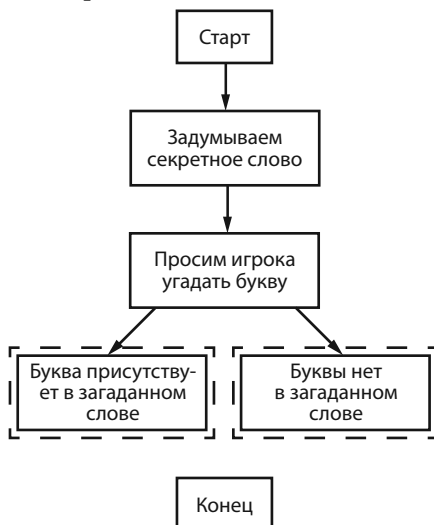 Старт
Задумываем
секретное слово
Просим игрока
угадать букву
Буква присутству-
ет в загаданном
слове
Буквы нет
в загаданном
слове
Конец